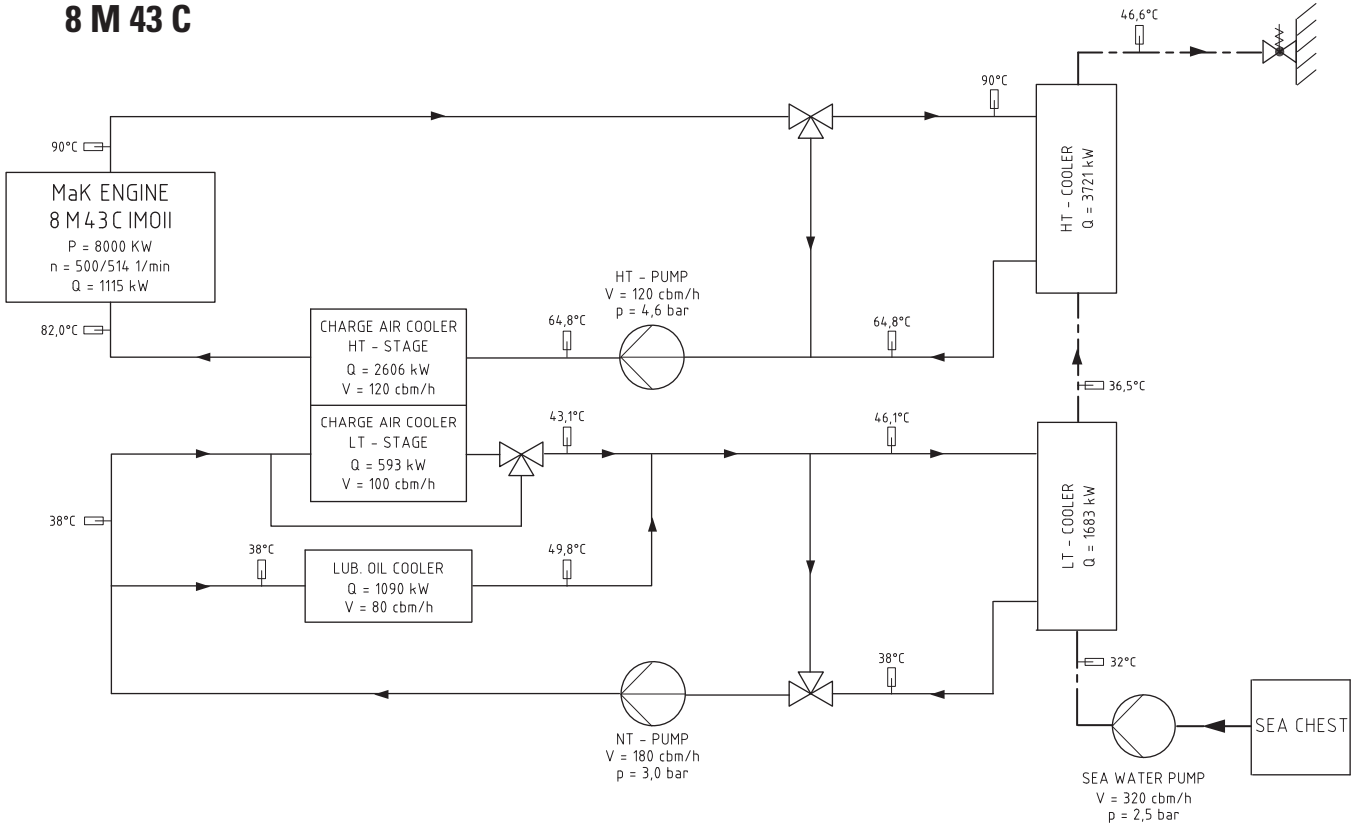 8 M 43 C
46,6°C
90°C
90°C
MaK ENGINE
8 M 43 C IMOII
P = 8000 KW
n = 500/514 1/min
Q = 1115 kW
82,0°C
HT - COOLER
Q = 3721 kW
HT - PUMP
V = 120 cbm/h
p = 4,6 bar
64,8°C
64,8°C
CHARGE AIR COOLER
HT - STAGE
Q = 2606 kW
V = 120 cbm/h
36,5°C
CHARGE AIR COOLER
LT - STAGE
Q = 593 kW
V = 100 cbm/h
43,1°C
46,1°C
38°C
38°C
49,8°C
LUB. OIL COOLER
Q = 1090 kW
V = 80 cbm/h
LT - COOLER
Q = 1683 kW
38°C
32°C
NT - PUMP
V = 180 cbm/h
p = 3,0 bar
SEA CHEST
SEA WATER PUMP
V = 320 cbm/h
p = 2,5 bar